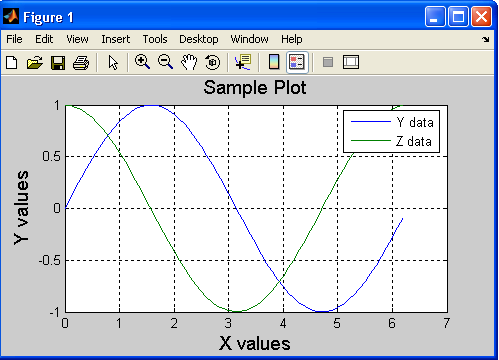 Figure 1
File Edit View Insert Tools Desktop Window Help
Sample Plot
Y data
Z data
1
0.5
0
-0.5
-1
Y values
0 1 2 3 4 5 6 7
X values